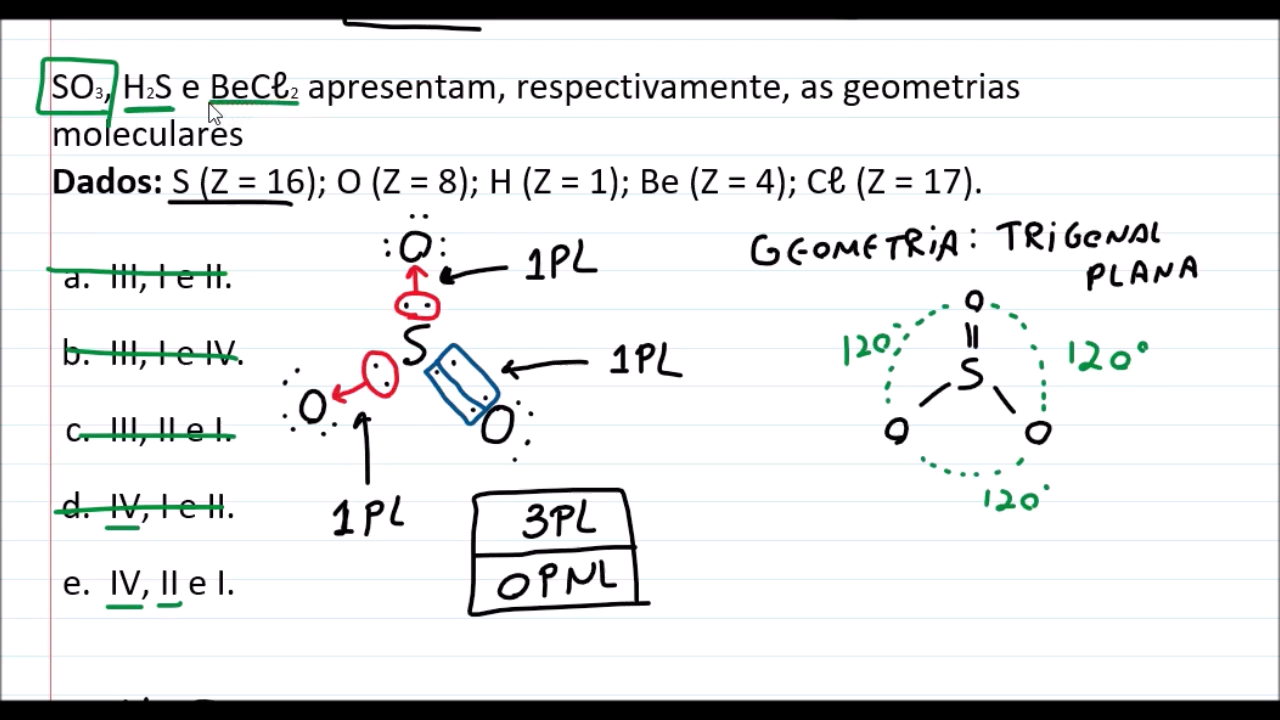 SO₃, H₂S e BeCℓ₂ apresentam, respectivamente, as geometrias
moleculares
Dados: S (Z = 16); O (Z = 8); H (Z = 1); Be (Z = 4); Cℓ (Z = 17).
GEOMETRIA: TRIGONAL
PLANA
a. III, I e II.
b. III, I e IV.
c. III, II e I.
d. IV, I e II.
e. IV, II e I.
O
1PL
S
1PL
O
O
1PL
3PL
0PNL
O
120°
120°
S
O
O
120°